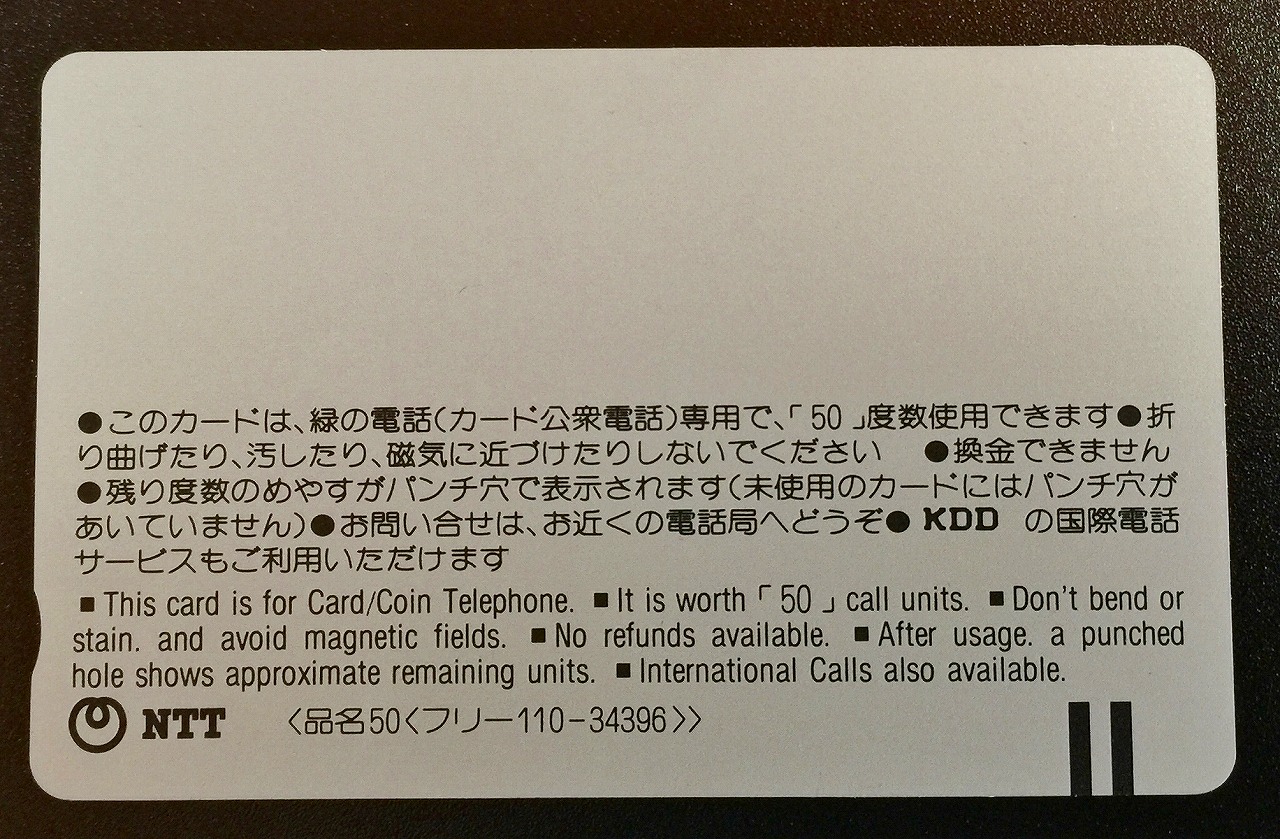 ●このカードは、緑の電話(カード公衆電話)専用で、「50」度数使用できます●折
り曲げたり、汚したり、磁気に近づけたりしないでください　●換金できません
●残り度数のめやすがパンチ穴で表示されます(未使用のカードにはパンチ穴が
あいていません)●お問い合せは、お近くの電話局へどうぞ● KDD の国際電話
サービスもご利用いただけます
■This card is for Card/Coin Telephone. ■It is worth「50」call units. ■Don't bend or
stain. and avoid magnetic fields. ■No refunds available. ■After usage. a punched
hole shows approximate remaining units. ■International Calls also available.
NTT 〈品名50〈フリー110-34396〉〉